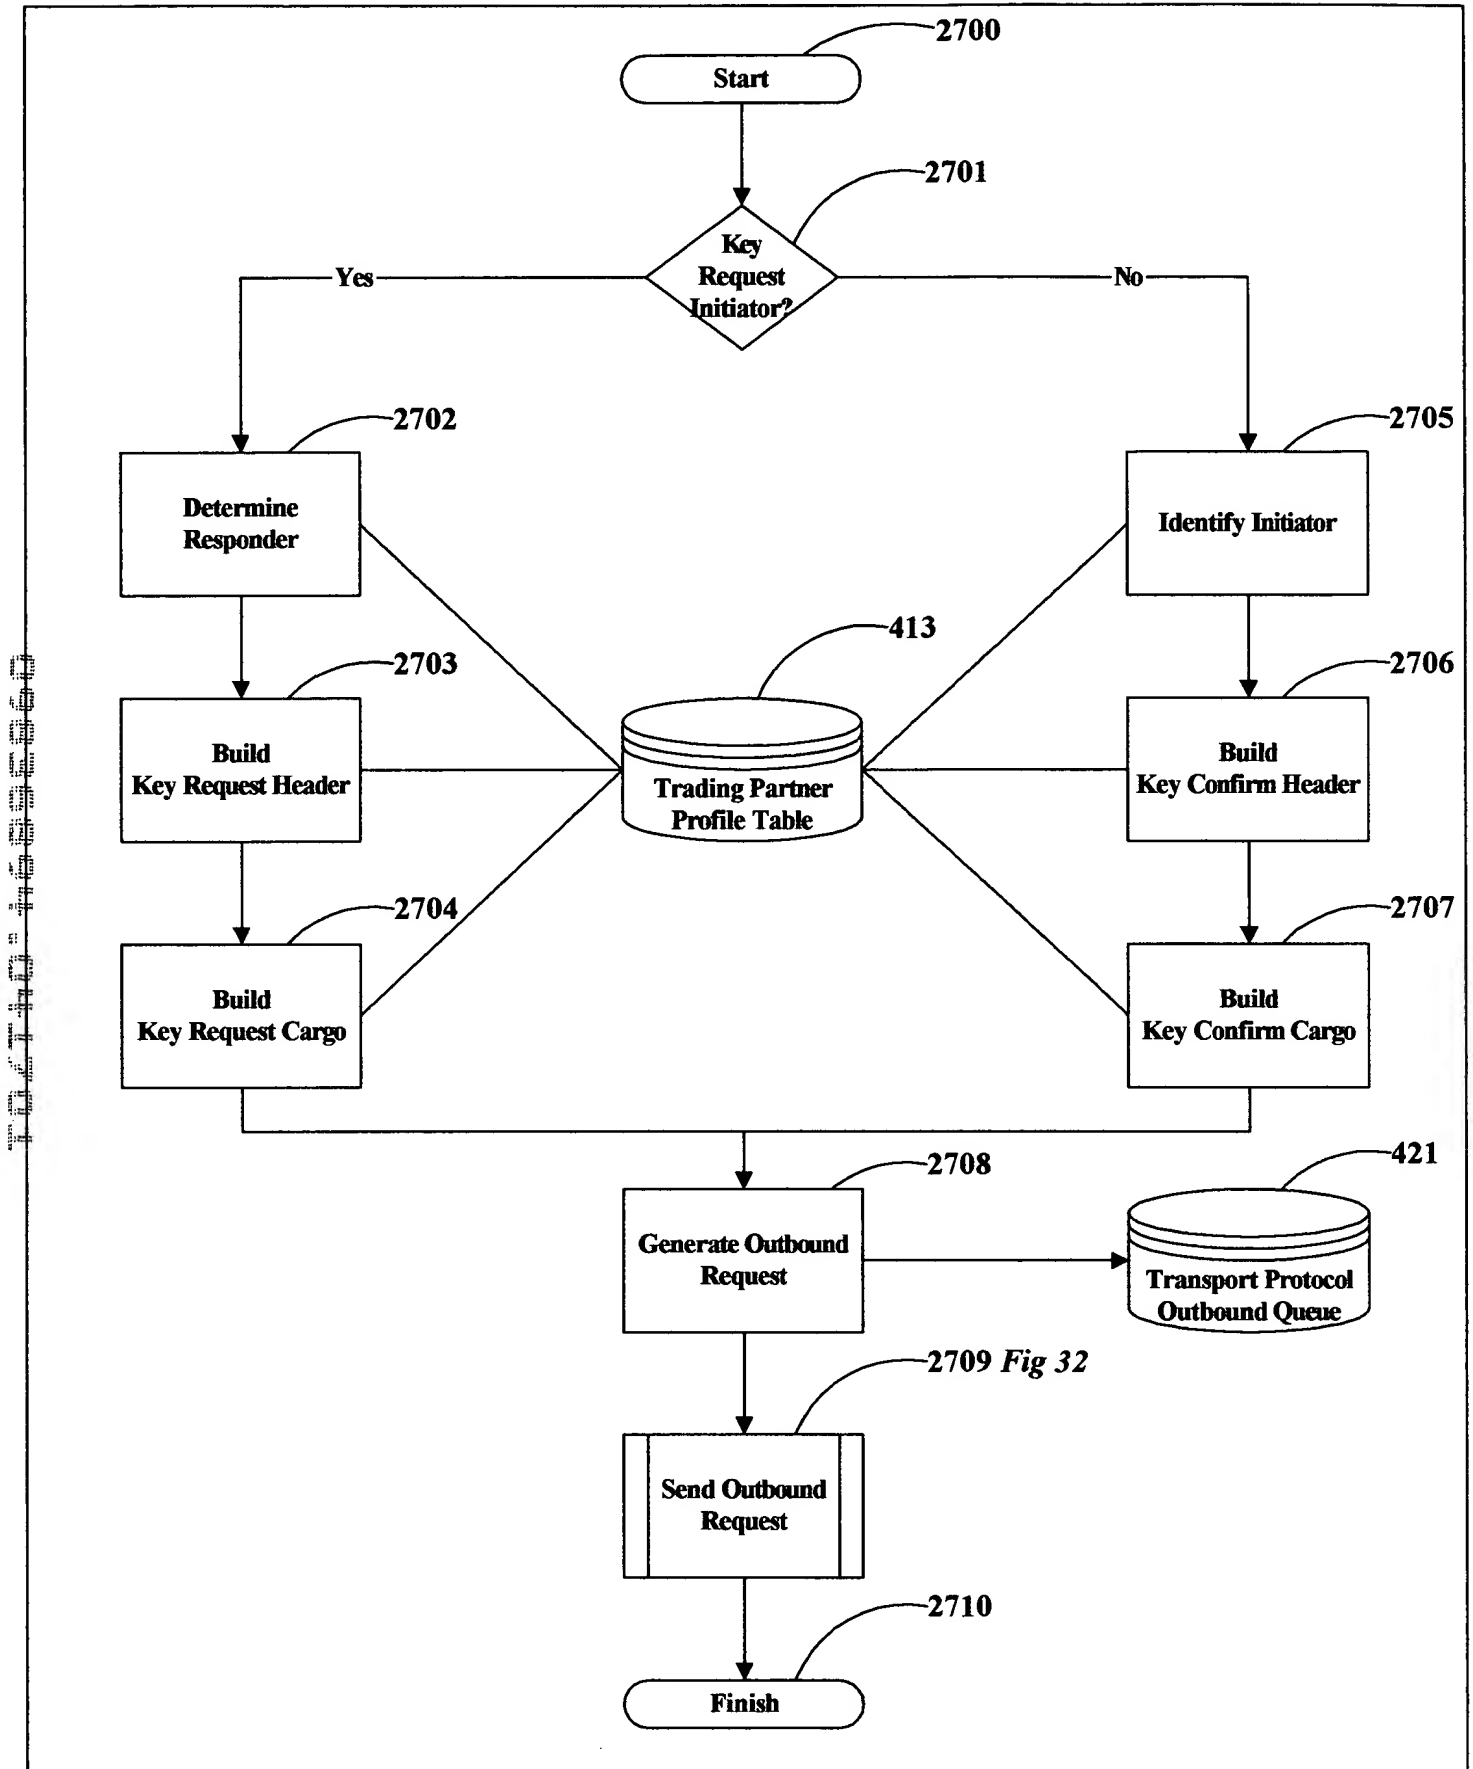 2700
Start
2701
Key
Request
Initiator?
Yes
No
2702
2705
Determine
Responder
Identify Initiator
413
2703
2706
Build
Key Request Header
Trading Partner
Profile Table
Build
Key Confirm Header
2704
2707
Build
Key Request Cargo
Build
Key Confirm Cargo
2708
421
Generate Outbound
Request
Transport Protocol
Outbound Queue
2709 Fig 32
Send Outbound
Request
2710
Finish